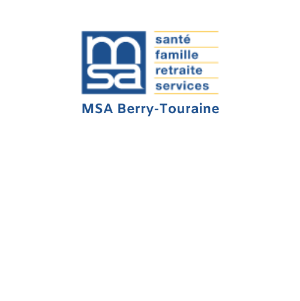 msa
santé
famille
retraite
services
MSA Berry-Touraine